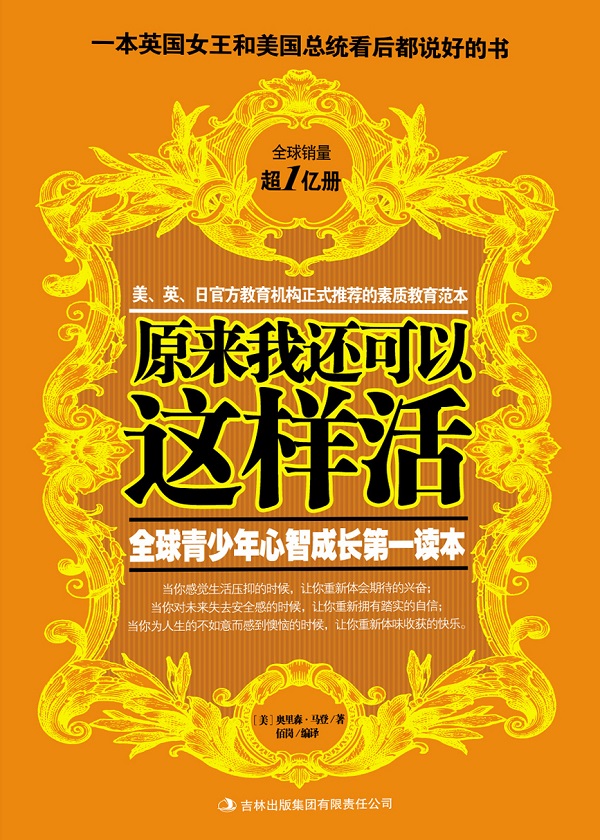 一本英国女王和美国总统看后都说好的书
全球销量
超1亿册
美、英、日官方教育机构正式推荐的素质教育范本
原来我还可以
这样活
全球青少年心智成长第一读本
当你感觉生活压抑的时候，让你重新体会期待的兴奋；
当你对未来失去安全感的时候，让你重新拥有踏实的自信；
当你为人生的不如意而感到懊恼的时候，让你重新体味收获的快乐。
［美］奥里森·马登/著
佰岗/编译
吉林出版集团有限责任公司